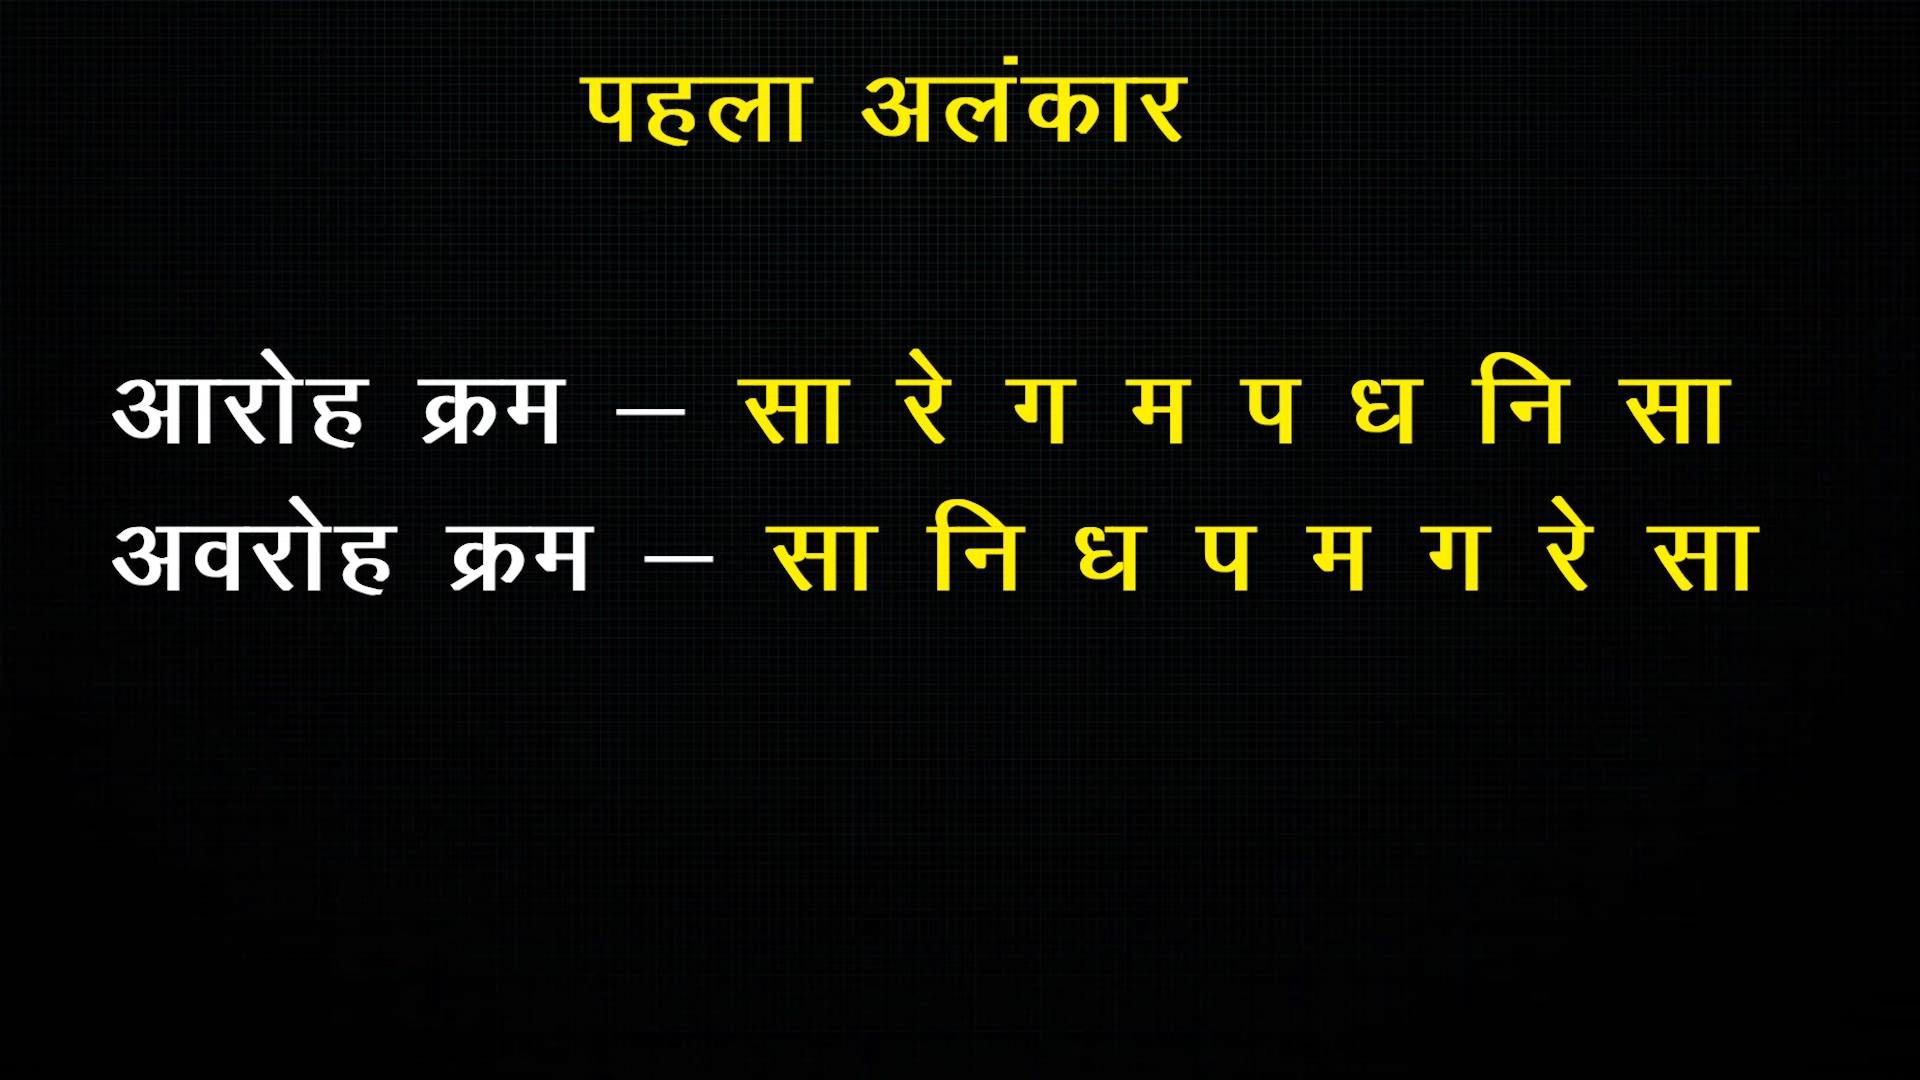 पहला अलंकार
आरोह क्रम – सा रे ग म प ध नि सा
अवरोह क्रम – सा नि ध प म ग रे सा